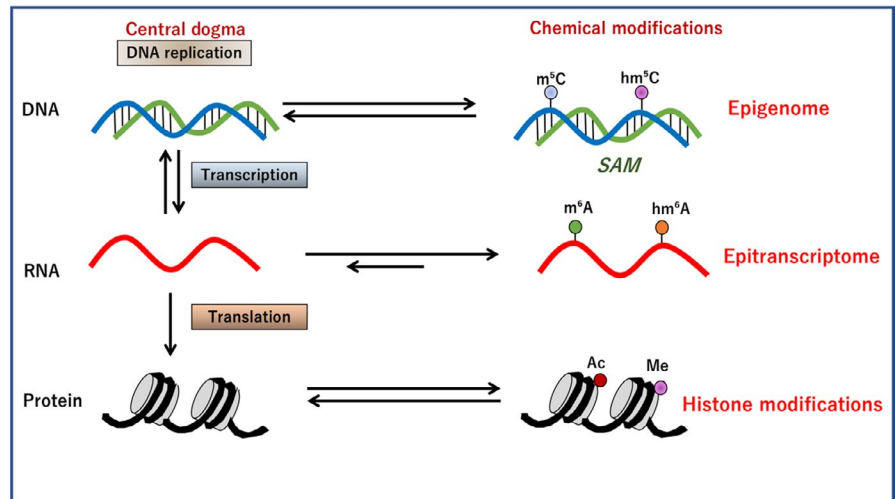 Central dogma
Chemical modifications
DNA replication
m⁵C
hm⁵C
DNA
Epigenome
SAM
Transcription
m⁶A
hm⁶A
RNA
Epitranscriptome
Translation
Ac
Me
Protein
Histone modifications